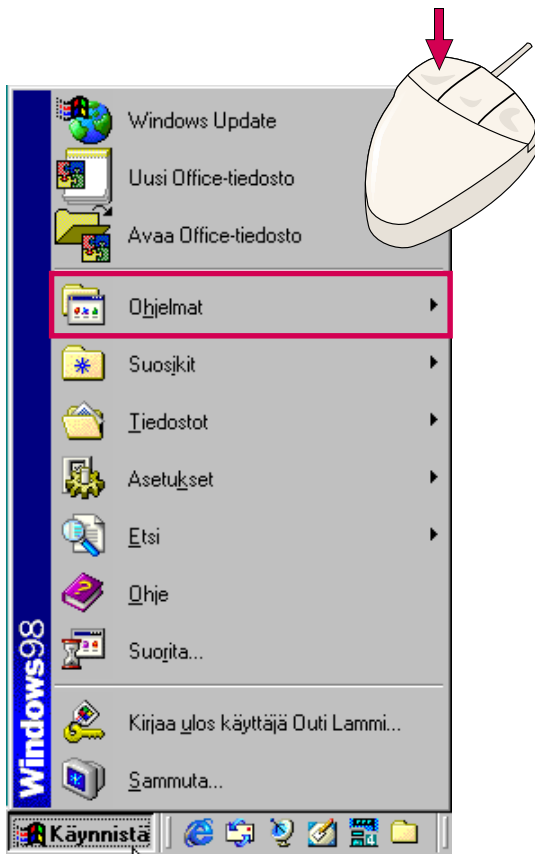 Windows Update
Uusi Office-tiedosto
Avaa Office-tiedosto
Ohjelmat
Suosikit
Tiedostot
Asetukset
Etsi
Ohje
Suorita...
Kirjaa ulos käyttäjä Outi Lammi...
Sammuta...
Windows98
Käynnistä